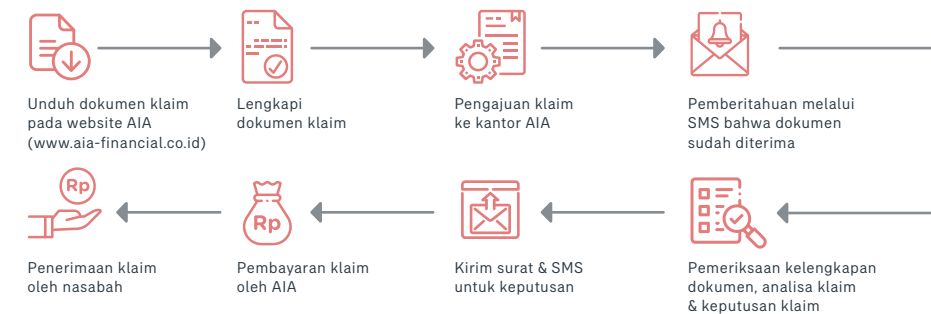 Unduh dokumen klaim
pada website AIA
(www.aia-financial.co.id)
Lengkapi
dokumen klaim
Pengajuan klaim
ke kantor AIA
Pemberitahuan melalui
SMS bahwa dokumen
sudah diterima
Pemeriksaan kelengkapan
dokumen, analisa klaim
& keputusan klaim
Kirim surat & SMS
untuk keputusan
Rp
Pembayaran klaim
oleh AIA
Rp
Penerimaan klaim
oleh nasabah